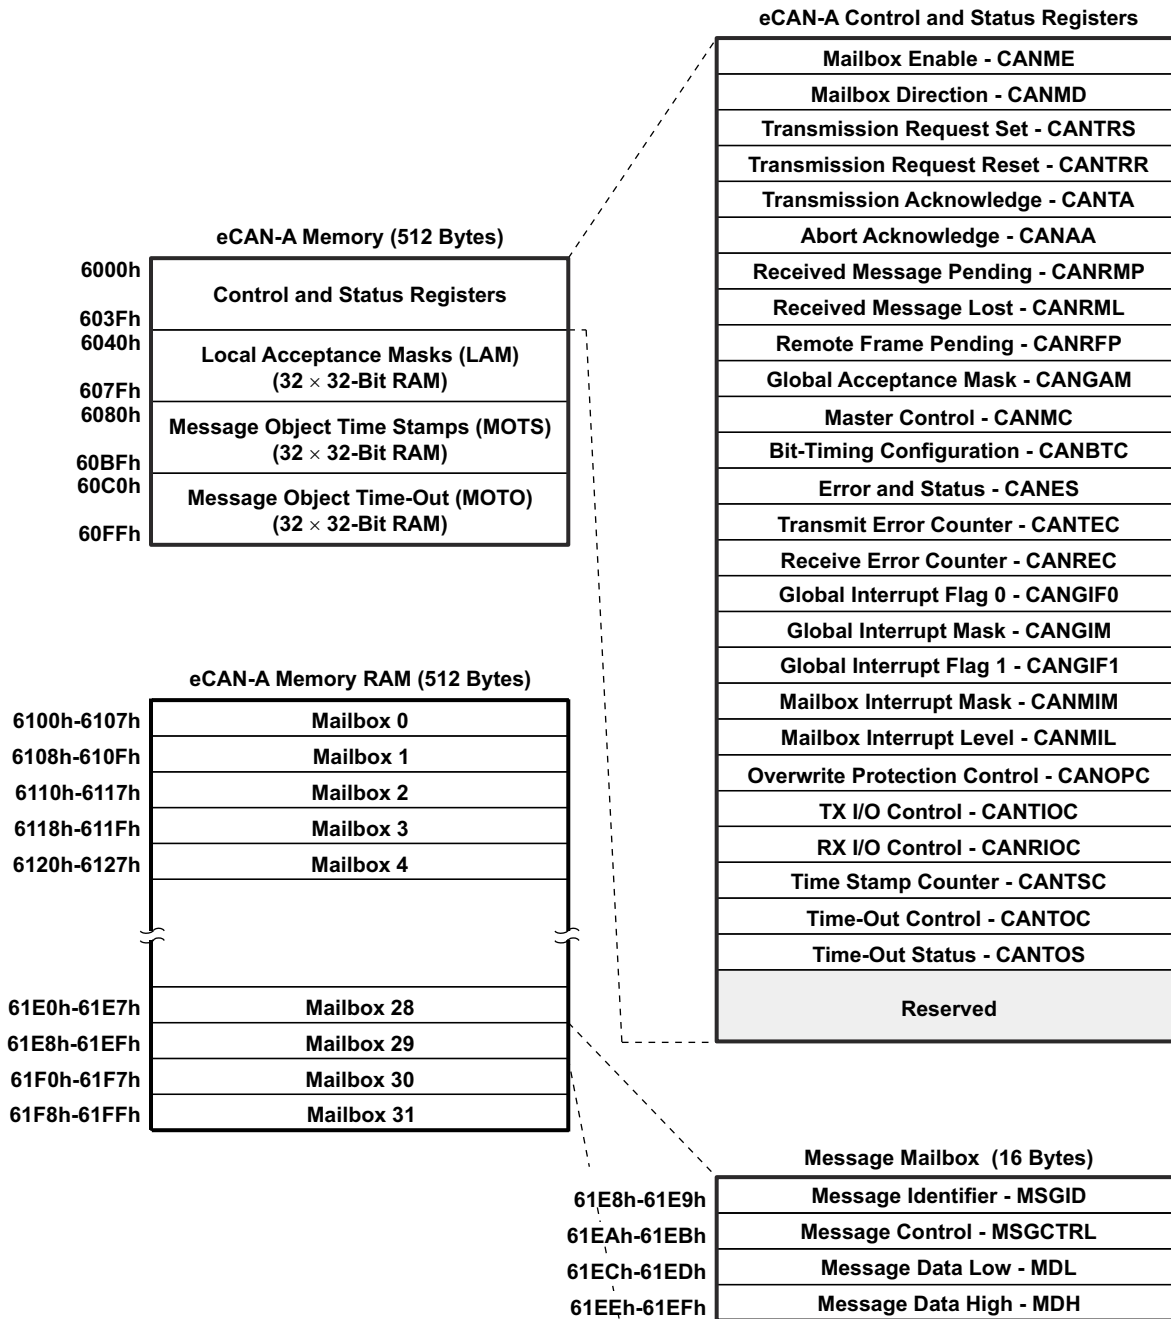 eCAN-A Control and Status Registers
Mailbox Enable - CANME
Mailbox Direction - CANMD
Transmission Request Set - CANTRS
Transmission Request Reset - CANTRR
Transmission Acknowledge - CANTA
Abort Acknowledge - CANAA
Received Message Pending - CANRMP
Received Message Lost - CANRML
Remote Frame Pending - CANRFP
Global Acceptance Mask - CANGAM
Master Control - CANMC
Bit-Timing Configuration - CANBTC
Error and Status - CANES
Transmit Error Counter - CANTEC
Receive Error Counter - CANREC
Global Interrupt Flag 0 - CANGIF0
Global Interrupt Mask - CANGIM
Global Interrupt Flag 1 - CANGIF1
Mailbox Interrupt Mask - CANMIM
Mailbox Interrupt Level - CANMIL
Overwrite Protection Control - CANOPC
TX I/O Control - CANTIOC
RX I/O Control - CANRIOC
Time Stamp Counter - CANTSC
Time-Out Control - CANTOC
Time-Out Status - CANTOS
Reserved
eCAN-A Memory (512 Bytes)
6000h
Control and Status Registers
603Fh
6040h
Local Acceptance Masks (LAM)
(32 × 32-Bit RAM)
607Fh
6080h
Message Object Time Stamps (MOTS)
(32 × 32-Bit RAM)
60BFh
60C0h
Message Object Time-Out (MOTO)
(32 × 32-Bit RAM)
60FFh
eCAN-A Memory RAM (512 Bytes)
6100h-6107h Mailbox 0
6108h-610Fh Mailbox 1
6110h-6117h Mailbox 2
6118h-611Fh Mailbox 3
6120h-6127h Mailbox 4
61E0h-61E7h Mailbox 28
61E8h-61EFh Mailbox 29
61F0h-61F7h Mailbox 30
61F8h-61FFh Mailbox 31
Message Mailbox (16 Bytes)
61E8h-61E9h Message Identifier - MSGID
61EAh-61EBh Message Control - MSGCTRL
61ECh-61EDh Message Data Low - MDL
61EEh-61EFh Message Data High - MDH